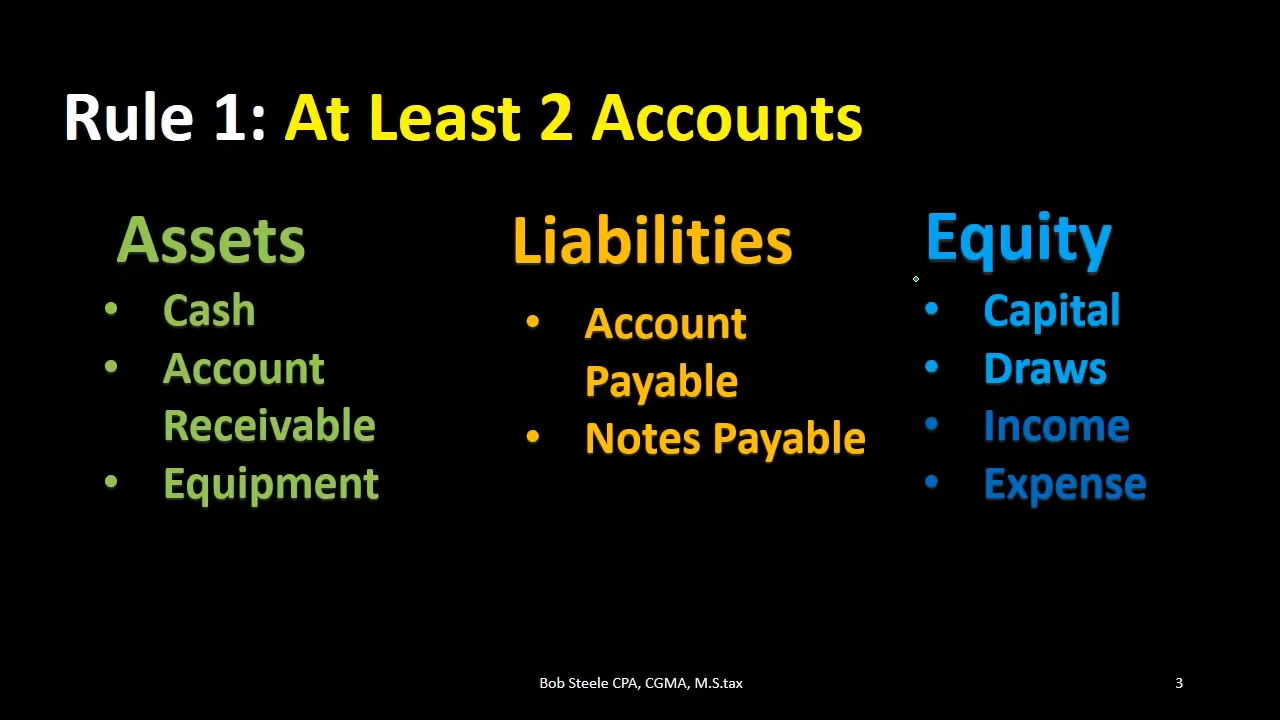 Rule 1: At Least 2 Accounts
Assets
• Cash
• Account
Receivable
• Equipment
Liabilities
• Account
Payable
• Notes Payable
Equity
• Capital
• Draws
• Income
• Expense
Bob Steele CPA, CGMA, M.S.tax
3